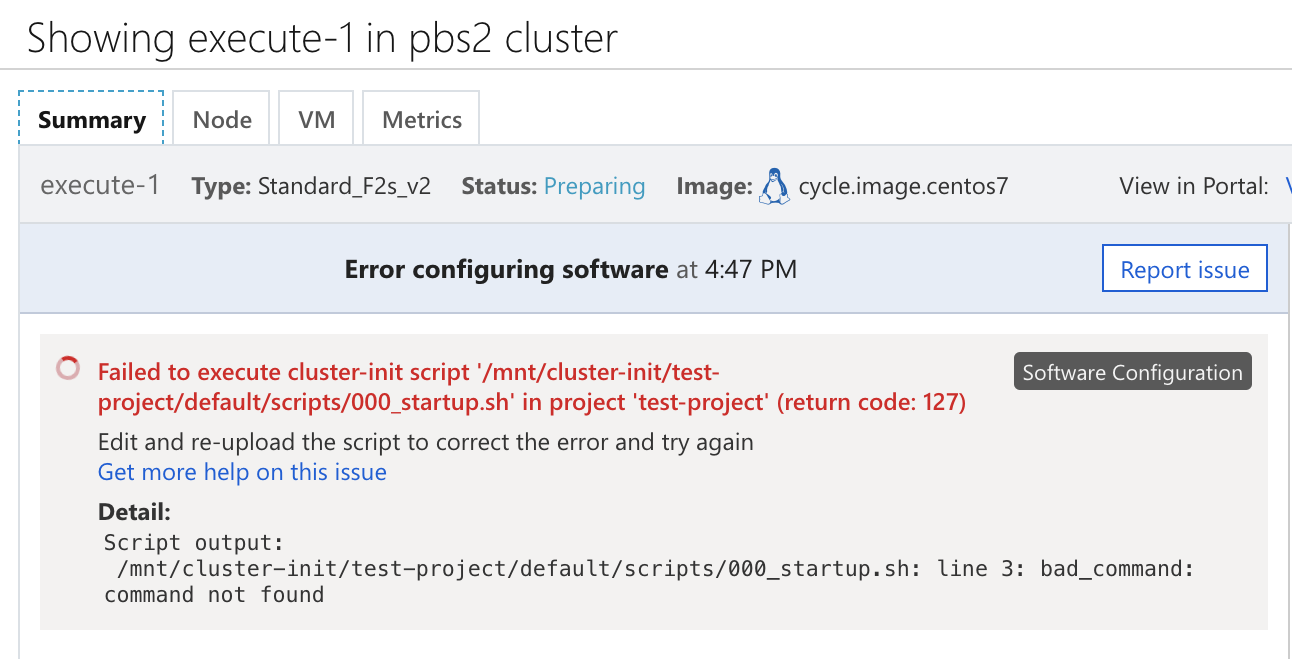 Showing execute-1 in pbs2 cluster
Summary Node VM Metrics
execute-1 Type: Standard_F2s_v2 Status: Preparing Image: cycle.image.centos7 View in Portal:
Error configuring software at 4:47 PM Report issue
Failed to execute cluster-init script '/mnt/cluster-init/test- Software Configuration
project/default/scripts/000_startup.sh' in project 'test-project' (return code: 127)
Edit and re-upload the script to correct the error and try again
Get more help on this issue
Detail:
Script output:
/mnt/cluster-init/test-project/default/scripts/000_startup.sh: line 3: bad_command:
command not found